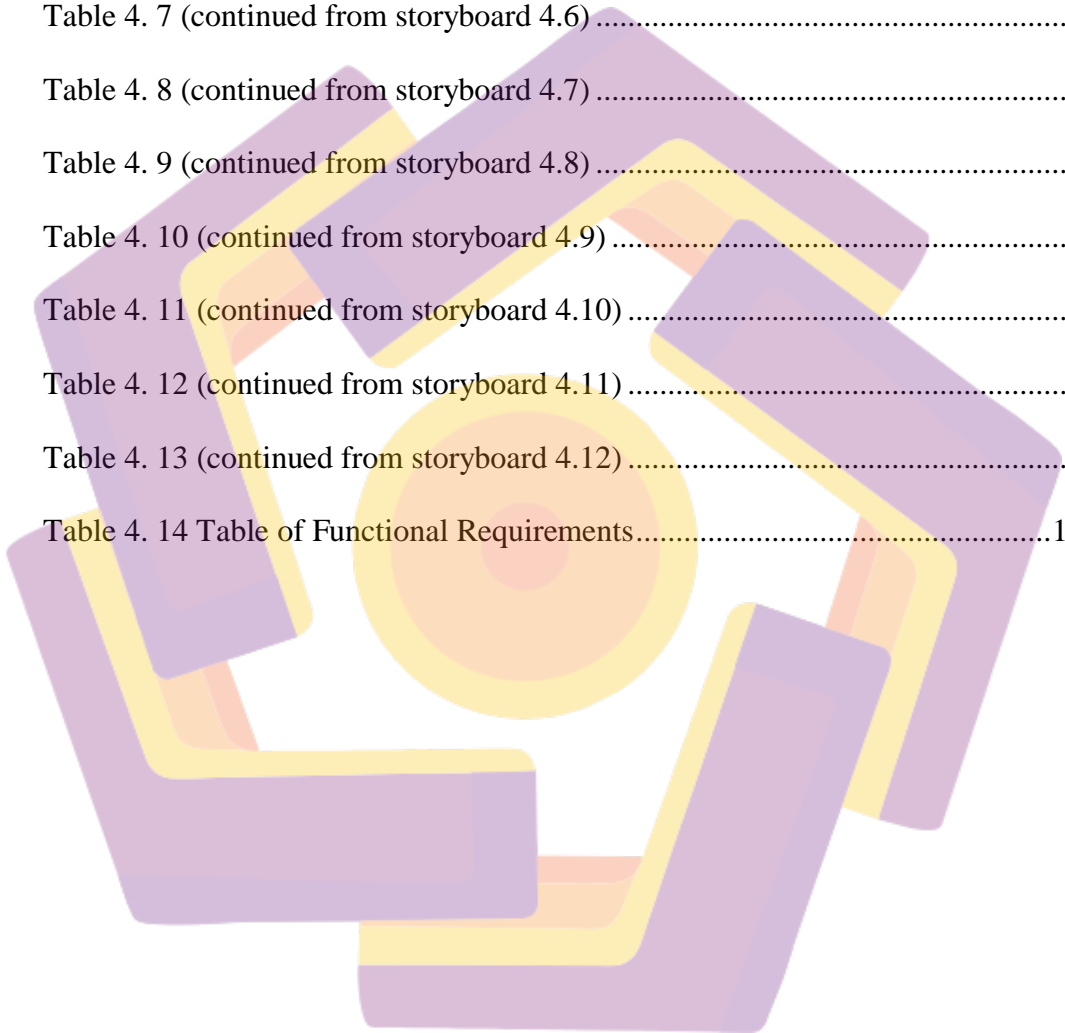 Table 4. 7 (continued from storyboard 4.6) ..........................................................
Table 4. 8 (continued from storyboard 4.7) ..........................................................
Table 4. 9 (continued from storyboard 4.8) ..........................................................
Table 4. 10 (continued from storyboard 4.9) ........................................................
Table 4. 11 (continued from storyboard 4.10) ......................................................
Table 4. 12 (continued from storyboard 4.11) ......................................................
Table 4. 13 (continued from storyboard 4.12) ......................................................
Table 4. 14 Table of Functional Requirements....................................................1